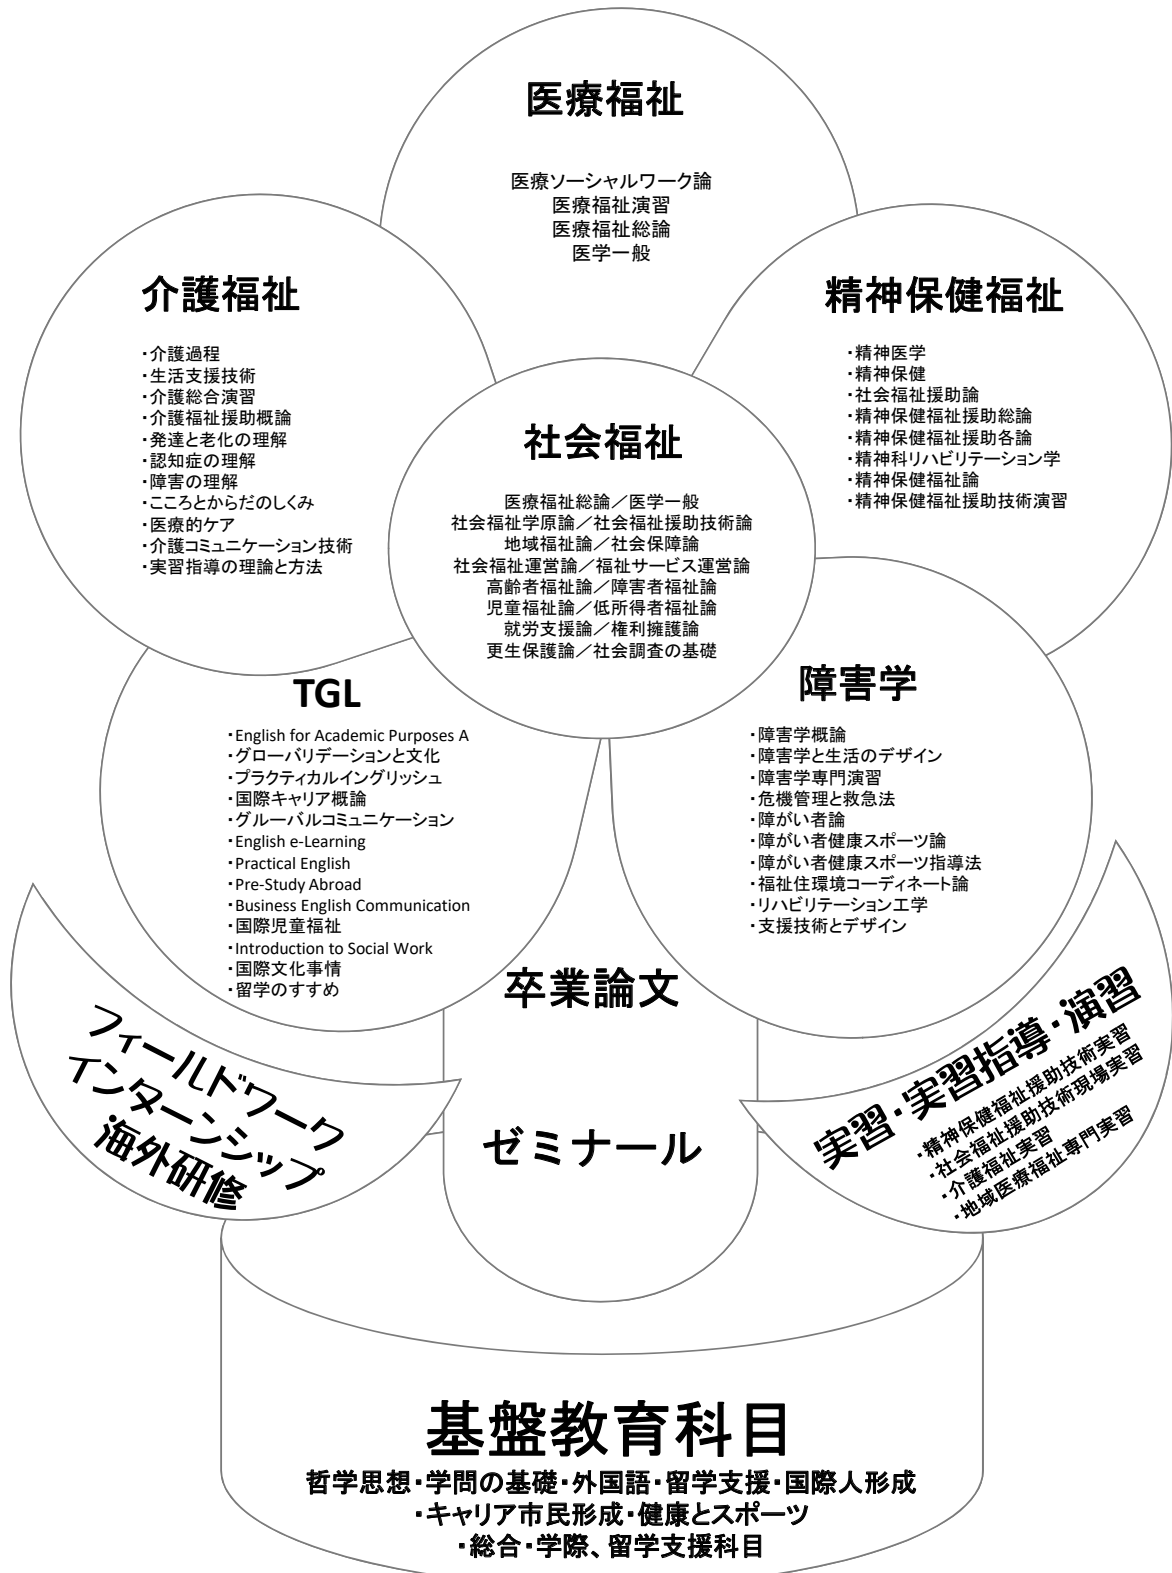 医療福祉
医療ソーシャルワーク論
医療福祉演習
医療福祉総論
医学一般
介護福祉
・介護過程
・生活支援技術
・介護総合演習
・介護福祉援助概論
・発達と老化の理解
・認知症の理解
・障害の理解
・こころとからだのしくみ
・医療的ケア
・介護コミュニケーション技術
・実習指導の理論と方法
精神保健福祉
・精神医学
・精神保健
・社会福祉援助論
・精神保健福祉援助総論
・精神保健福祉援助各論
・精神科リハビリテーション学
・精神保健福祉論
・精神保健福祉援助技術演習
社会福祉
医療福祉総論／医学一般
社会福祉学原論／社会福祉援助技術論
地域福祉論／社会保障論
社会福祉運営論／福祉サービス運営論
高齢者福祉論／障害者福祉論
児童福祉論／低所得者福祉論
就労支援論／権利擁護論
更生保護論／社会調査の基礎
TGL
・English for Academic Purposes A
・グローバリデーションと文化
・プラクティカルイングリッシュ
・国際キャリア概論
・グルーバルコミュニケーション
・English e-Learning
・Practical English
・Pre-Study Abroad
・Business English Communication
・国際児童福祉
・Introduction to Social Work
・国際文化事情
・留学のすすめ
障害学
・障害学概論
・障害学と生活のデザイン
・障害学専門演習
・危機管理と救急法
・障がい者論
・障がい者健康スポーツ論
・障がい者健康スポーツ指導法
・福祉住環境コーディネート論
・リハビリテーション工学
・支援技術とデザイン
卒業論文
ゼミナール
フィールドワーク
インターンシップ
海外研修
実習・実習指導・演習
・精神保健福祉援助技術実習
・社会福祉援助技術現場実習
・介護福祉実習
・地域医療福祉専門実習
基盤教育科目
哲学思想・学問の基礎・外国語・留学支援・国際人形成
・キャリア市民形成・健康とスポーツ
・総合・学際、留学支援科目